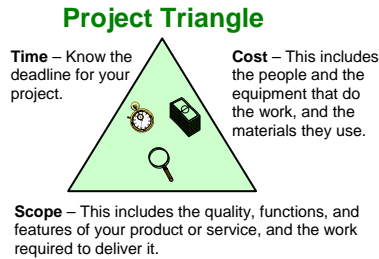 Project Triangle
Time – Know the
deadline for your
project.
Cost – This includes
the people and the
equipment that do
the work, and the
materials they use.
Scope – This includes the quality, functions, and
features of your product or service, and the work
required to deliver it.